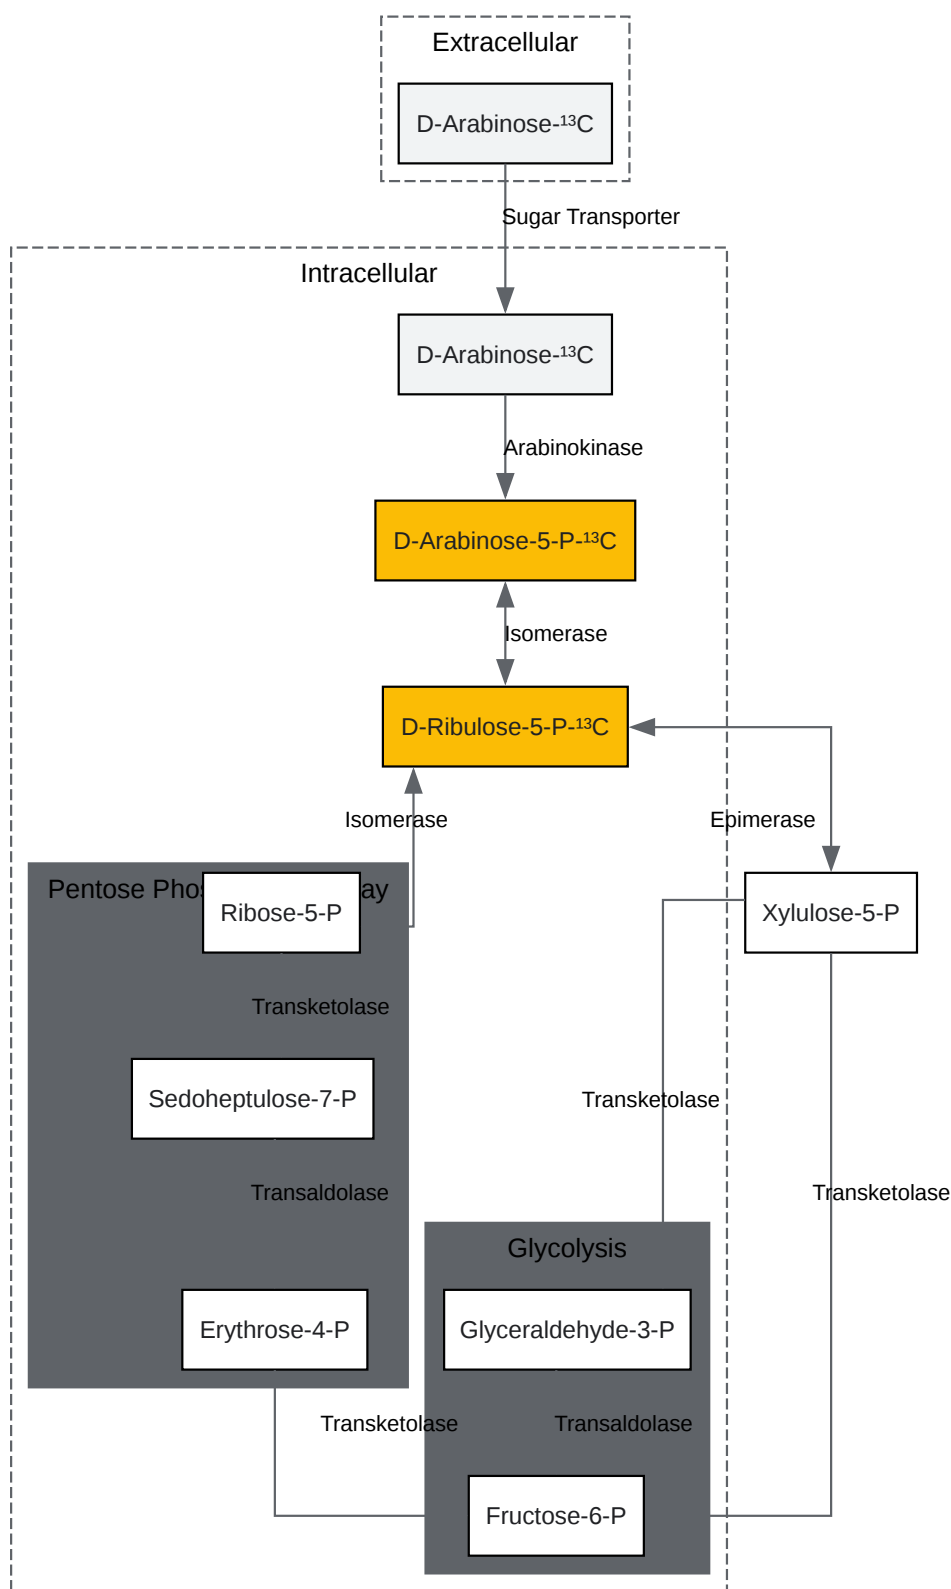 Extracellular
D-Arabinose-¹³C
Sugar Transporter
Intracellular
D-Arabinose-¹³C
Arabinokinase
D-Arabinose-5-P-¹³C
Isomerase
D-Ribulose-5-P-¹³C
Isomerase
Epimerase
Pentose Phos ay
Ribose-5-P
Xylulose-5-P
Transketolase
Sedoheptulose-7-P
Transketolase
Transaldolase
Transketolase
Glycolysis
Erythrose-4-P
Glyceraldehyde-3-P
Transketolase
Transaldolase
Fructose-6-P